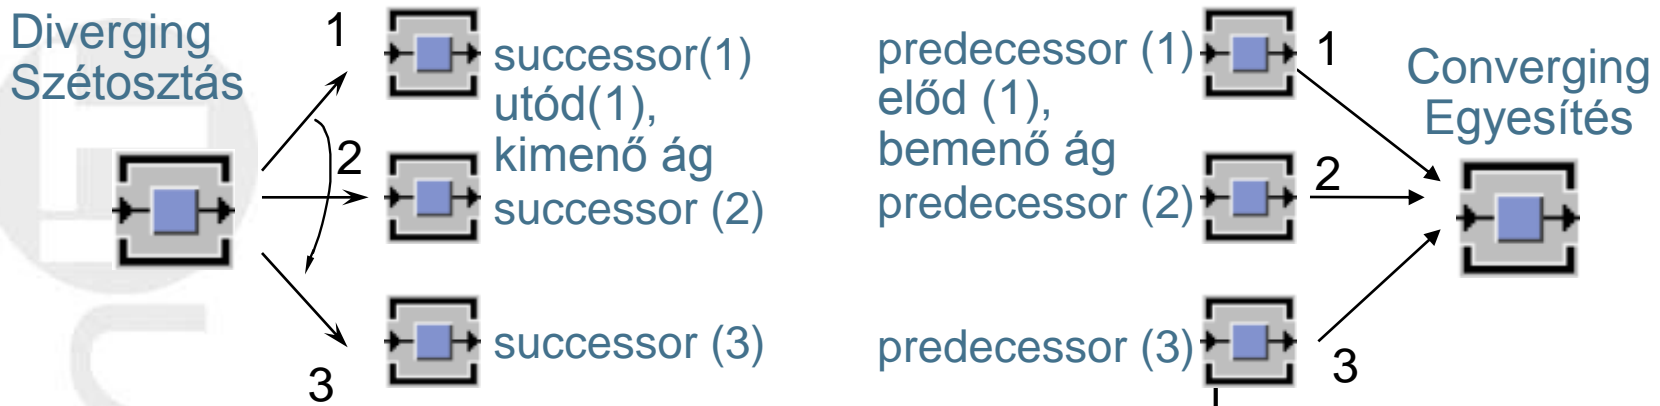 Diverging
Szétosztás
1
2
3
successor(1)
utód(1),
kimenő ág
successor (2)
successor (3)
predecessor (1)
előd (1),
bemenő ág
predecessor (2)
predecessor (3)
1
2
3
Converging
Egyesítés